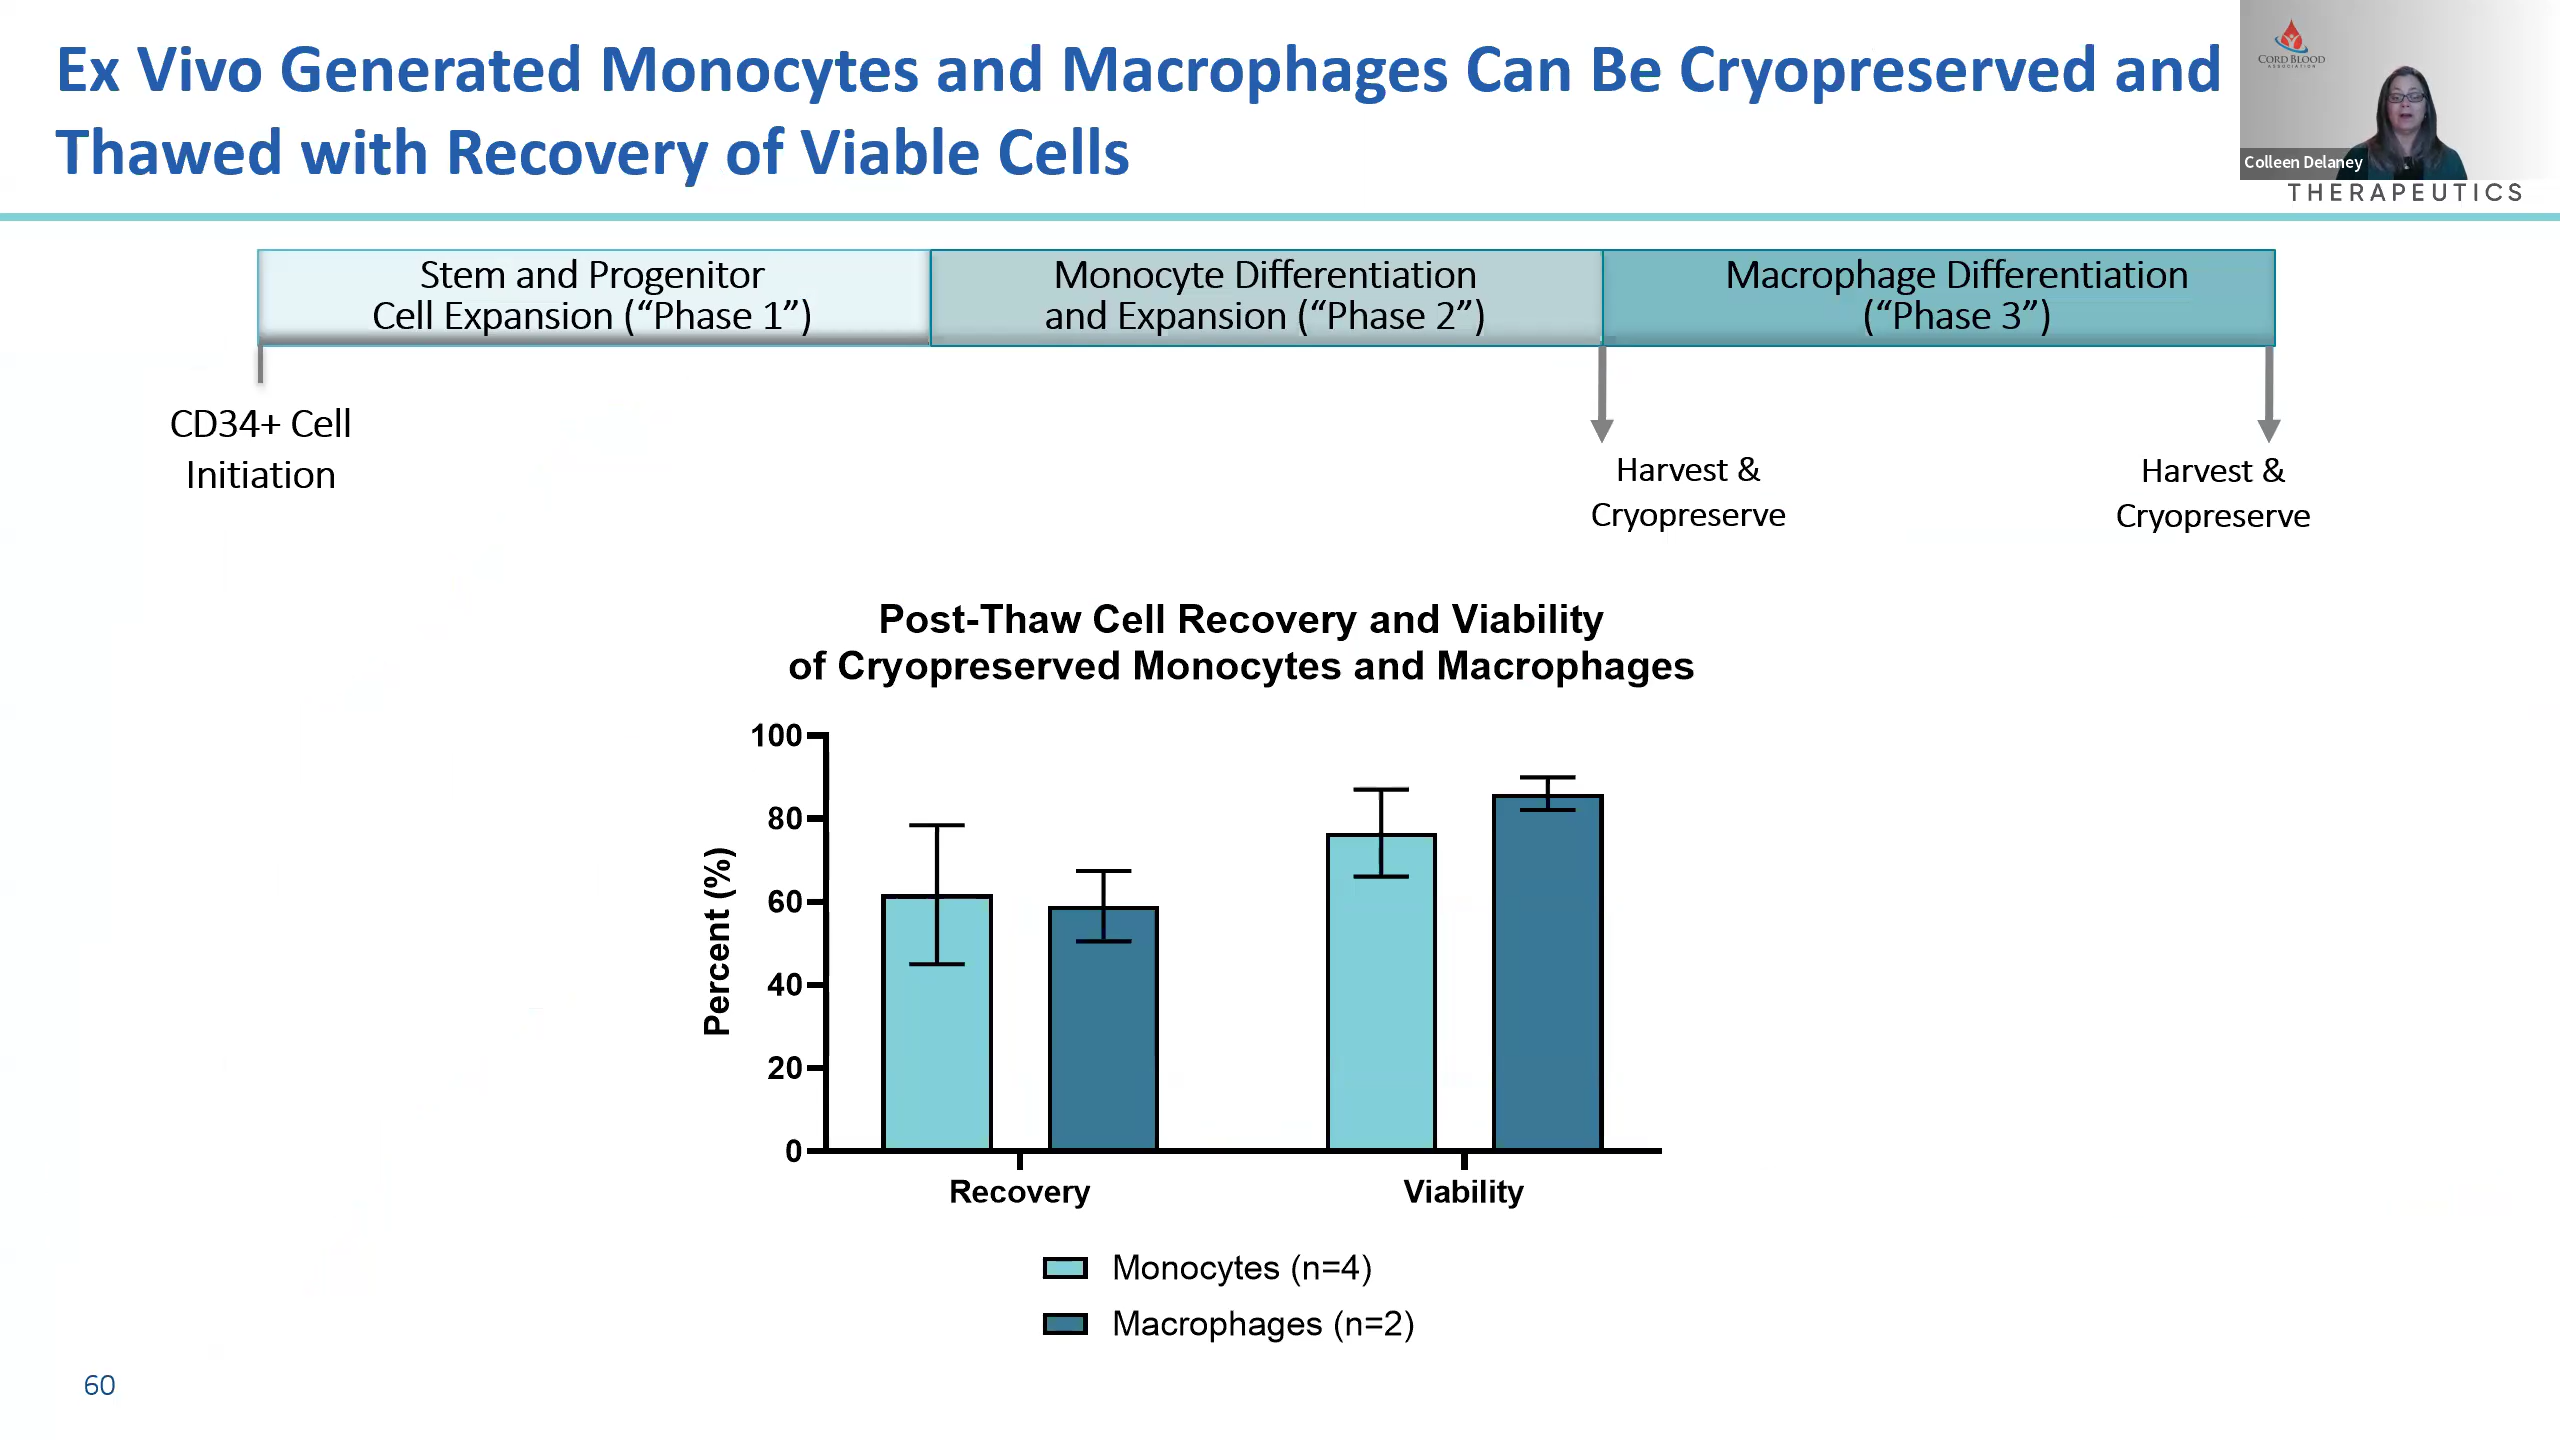 Ex Vivo Generated Monocytes and Macrophages Can Be Cryopreserved and
Thawed with Recovery of Viable Cells
CORD BLOOD
ASSOCIATION
Colleen Delaney
THERAPEUTICS
Stem and Progenitor
Cell Expansion (“Phase 1”)
Monocyte Differentiation
and Expansion (“Phase 2”)
Macrophage Differentiation
(“Phase 3”)
CD34+ Cell
Initiation
Harvest &
Cryopreserve
Harvest &
Cryopreserve
Post-Thaw Cell Recovery and Viability
of Cryopreserved Monocytes and Macrophages
Percent (%)
100
80
60
40
20
0
Recovery
Viability
Monocytes (n=4)
Macrophages (n=2)
60